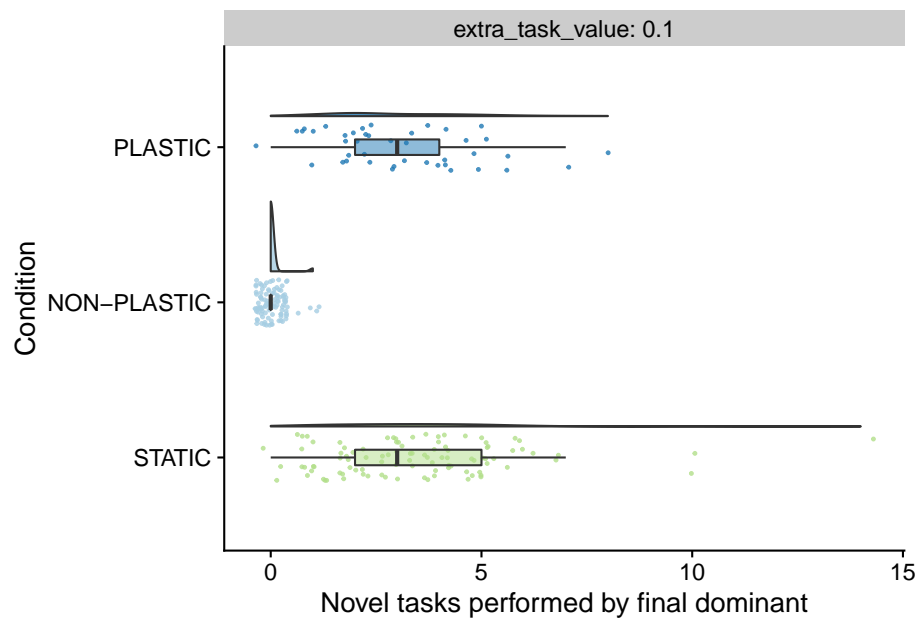 extra_task_value: 0.1
PLASTIC
NON−PLASTIC
STATIC
Condition
0 5 10 15
Novel tasks performed by final dominant